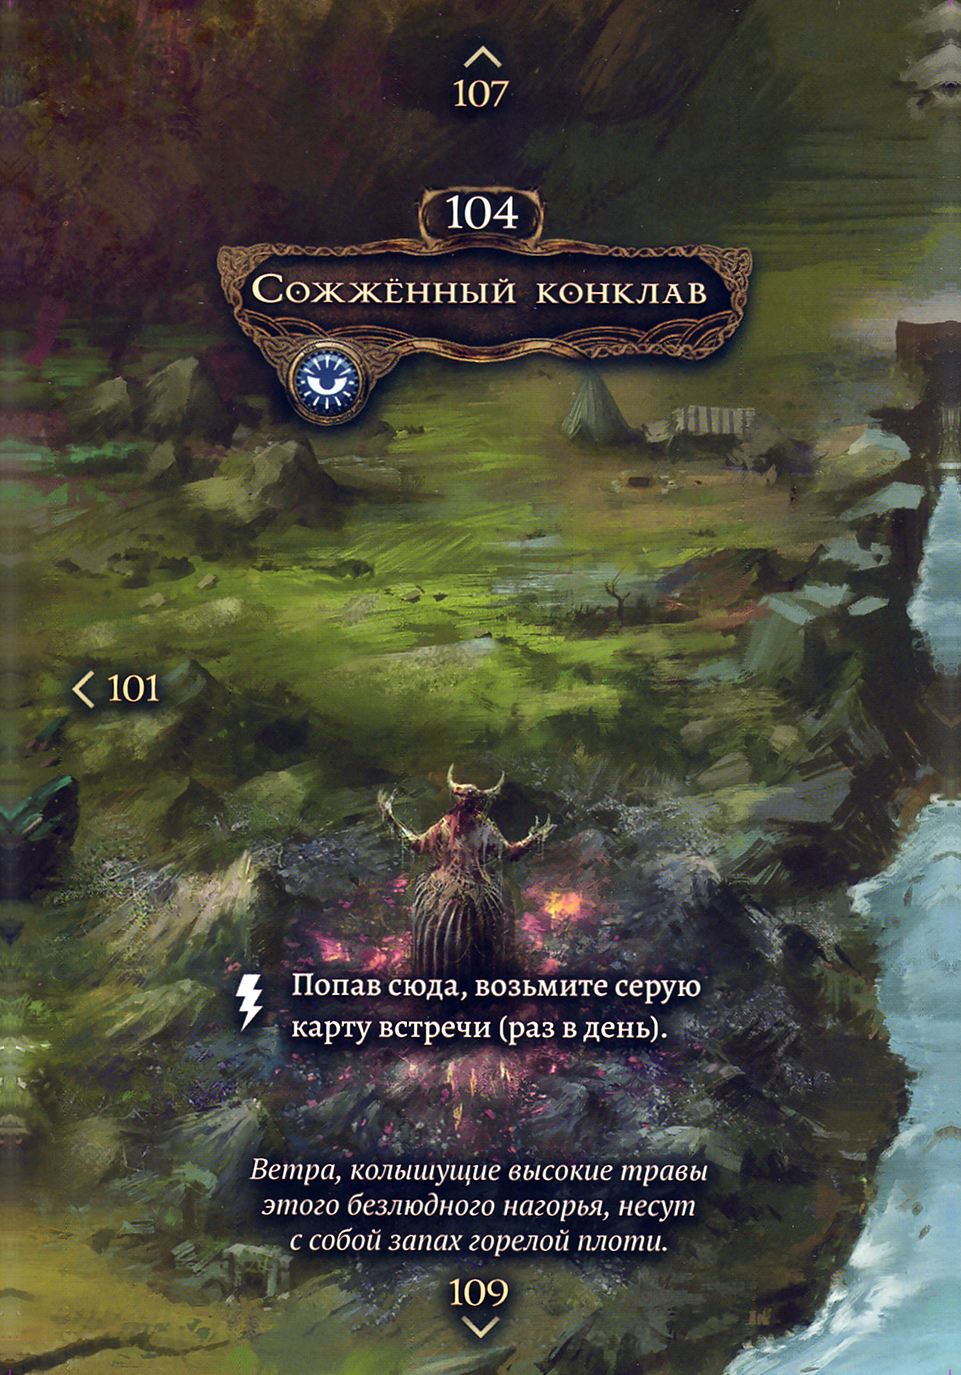 107
104
Сожжённый конклав
101
Попав сюда, возьмите серую
карту встречи (раз в день).
Ветра, колышущие высокие травы
этого безлюдного нагорья, несут
с собой запах горелой плоти.
109